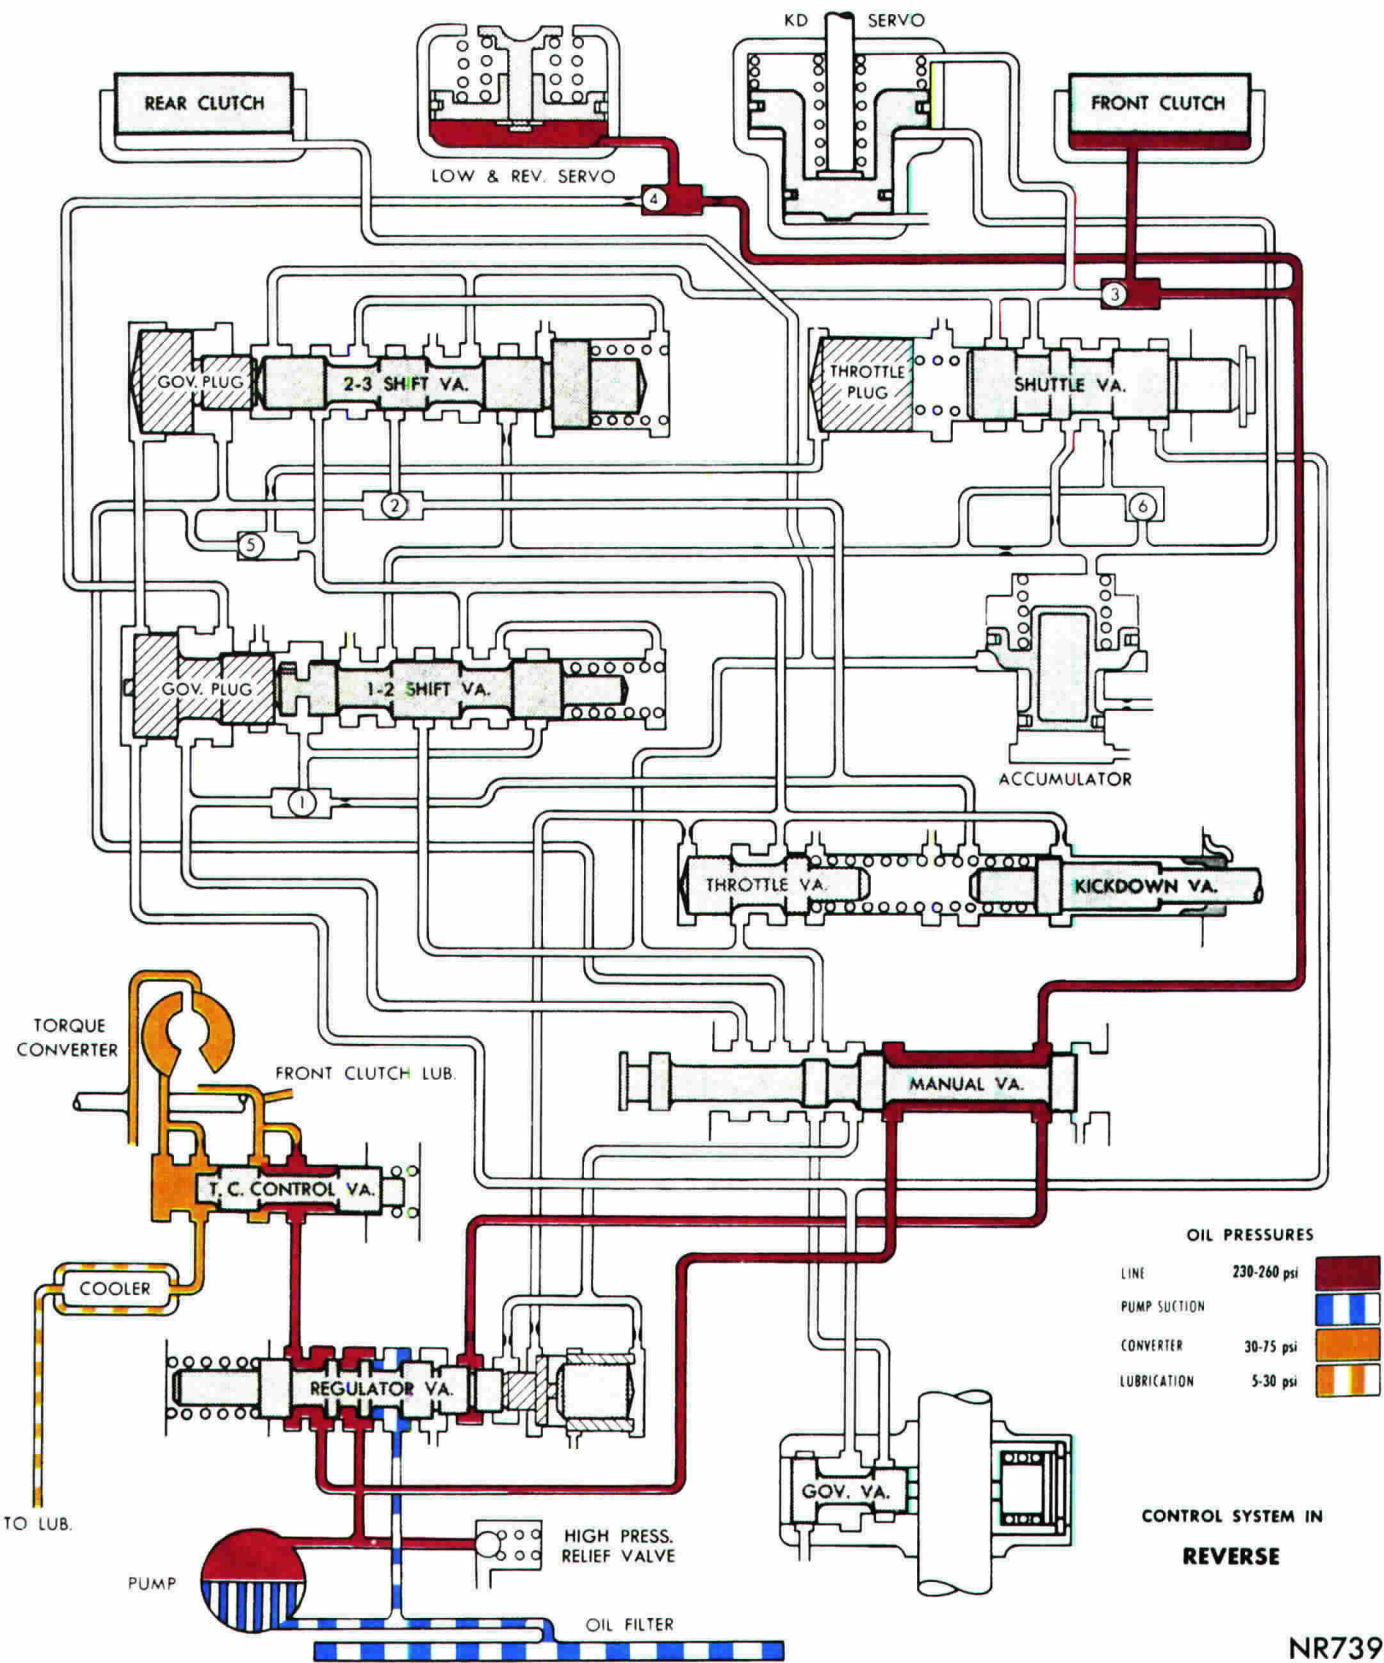 KD SERVO
REAR CLUTCH
FRONT CLUTCH
LOW & REV. SERVO
4
3
GOV. PLUG
2-3 SHIFT VA.
THROTTLE
PLUG
SHUTTLE VA.
2
6
5
GOV. PLUG
1-2 SHIFT VA.
ACCUMULATOR
1
THROTTLE VA.
KICKDOWN VA.
TORQUE
CONVERTER
FRONT CLUTCH LUB.
MANUAL VA.
T. C. CONTROL VA.
COOLER
OIL PRESSURES
LINE 230-260 psi
PUMP SUCTION
CONVERTER 30-75 psi
LUBRICATION 5-30 psi
REGULATOR VA.
GOV. VA.
TO LUB.
HIGH PRESS.
RELIEF VALVE
PUMP
OIL FILTER
CONTROL SYSTEM IN
REVERSE
NR739